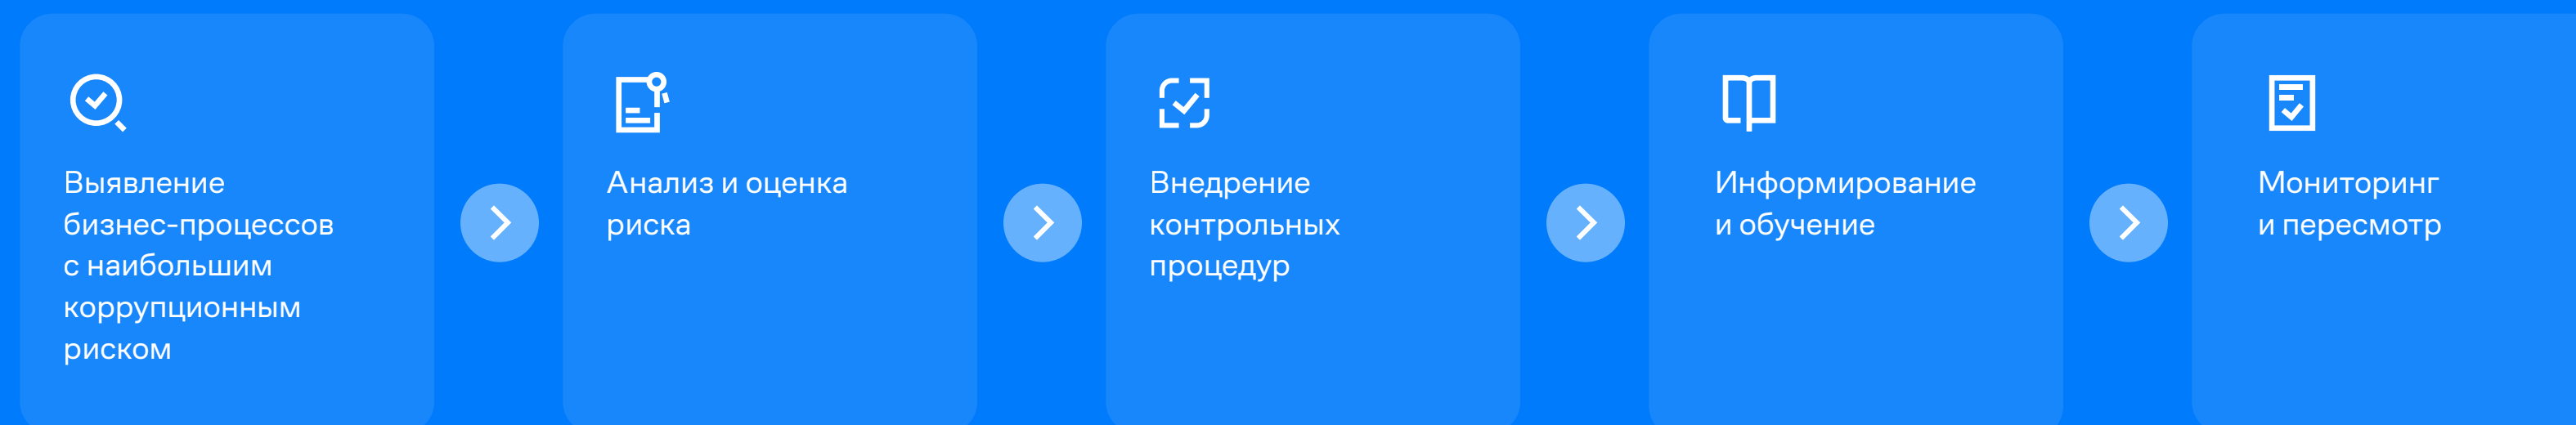 Выявление
бизнес-процессов
с наибольшим
коррупционным
риском
Анализ и оценка
риска
Внедрение
контрольных
процедур
Информирование
и обучение
Мониторинг
и пересмотр